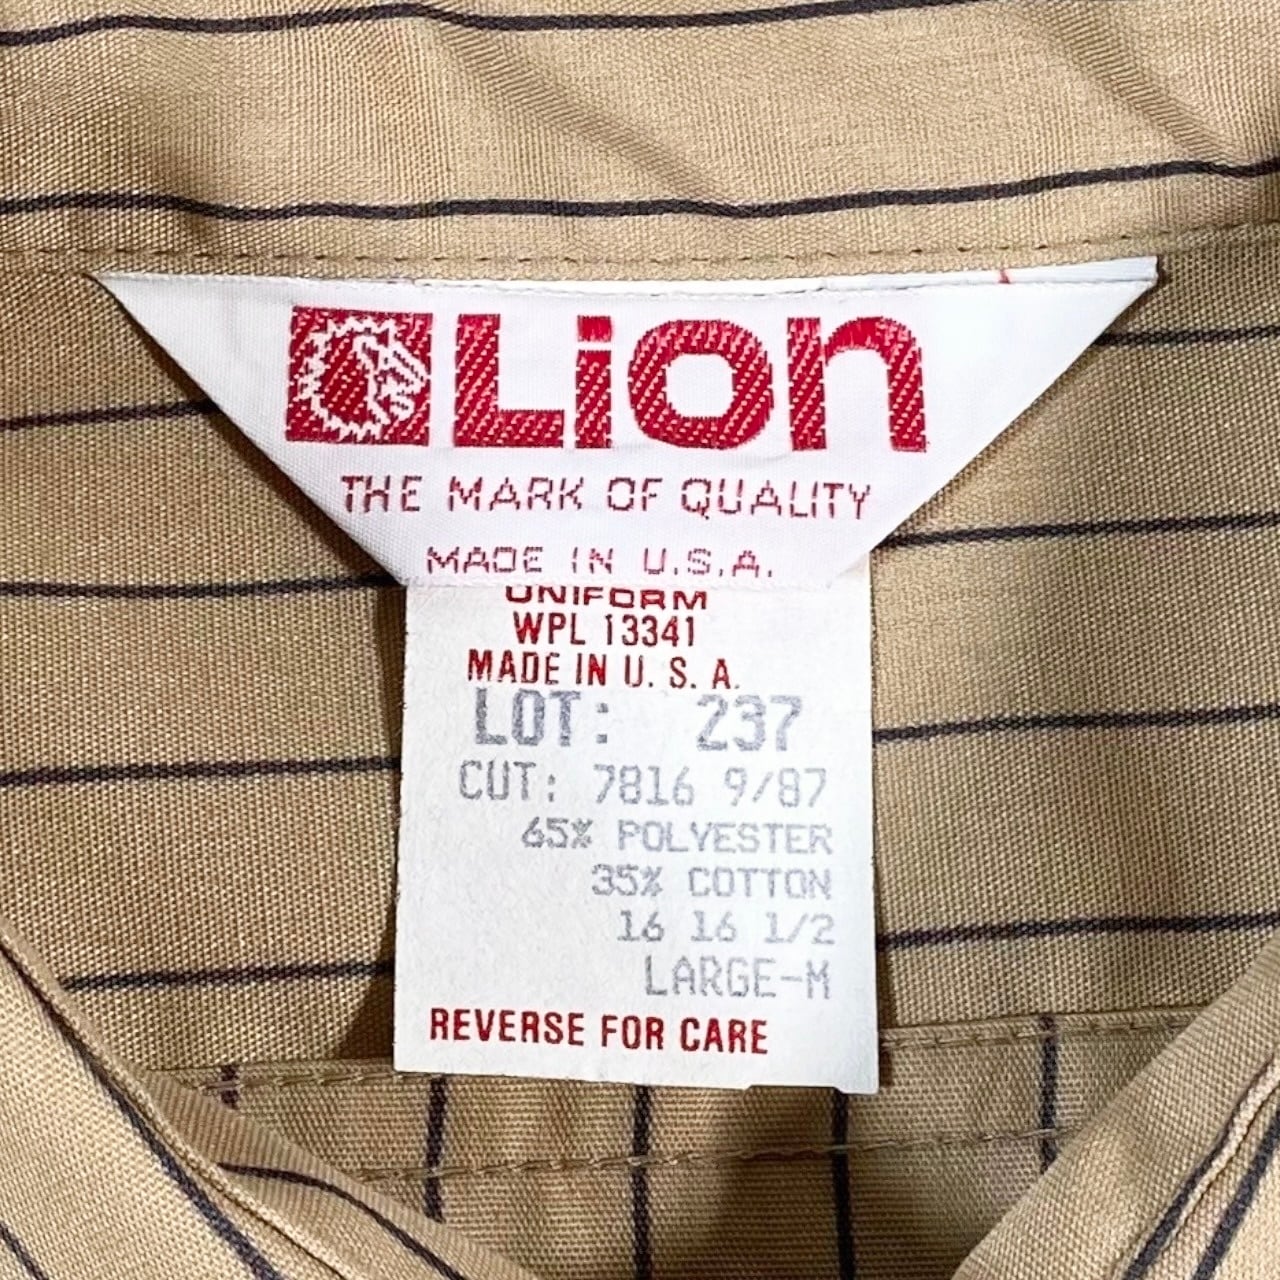 Lion
THE MARK OF QUALITY
MADE IN U.S.A.
UNIFORM
WPL 13341
MADE IN U. S. A.
LOT: 237
CUT: 7816 9/87
65% POLYESTER
35% COTTON
16 16 1/2
LARGE-M
REVERSE FOR CARE